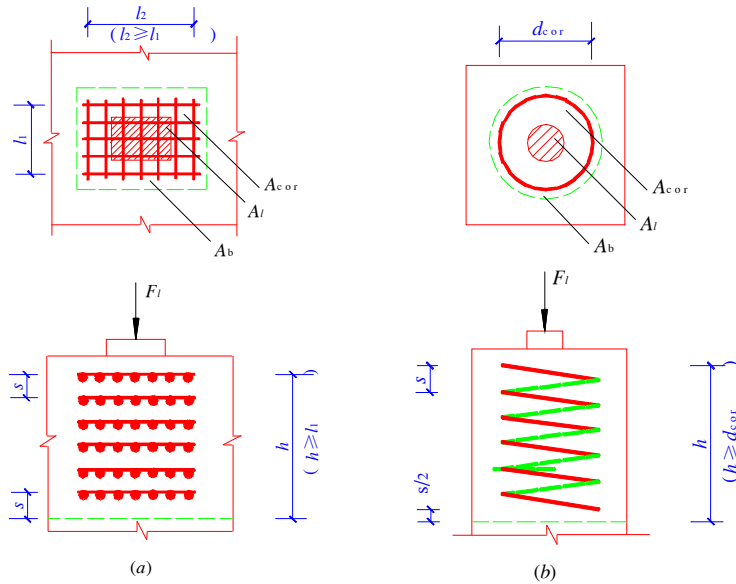 l₂
( l₂≥l₁ )
l₁
Acor
Al
Ab
Fl
s
s
h
( h≥l₁ )
(a)
dcor
Acor
Al
Ab
Fl
s
s/2
h
(h≥dcor)
(b)